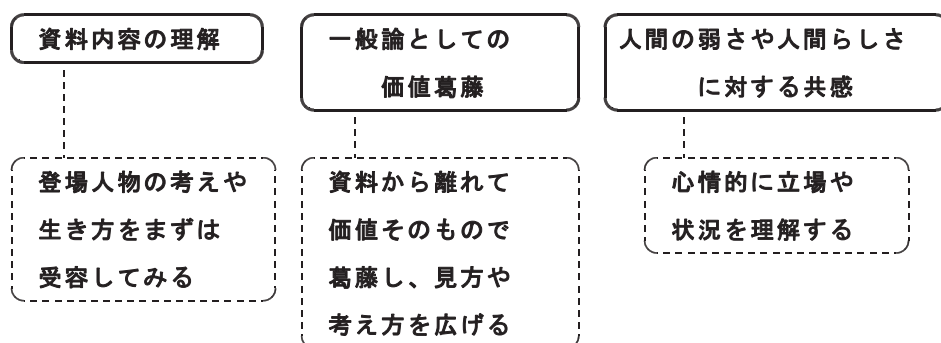 資料内容の理解
一般論としての
価値葛藤
人間の弱さや人間らしさ
に対する共感
登場人物の考えや
生き方をまずは
受容してみる
資料から離れて
価値そのもので
葛藤し、見方や
考え方を広げる
心情的に立場や
状況を理解する